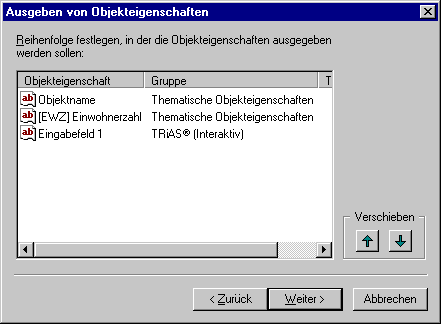 Ausgeben von Objekteigenschaften
Reihenfolge festlegen, in der die Objekteigenschaften ausgegeben
werden sollen:
Objekteigenschaft Gruppe T
ab Objektname Thematische Objekteigenschaften
ab [EWZ] Einwohnerzahl Thematische Objekteigenschaften
ab Eingabefeld 1 TRiAS® (Interaktiv)
Verschieben
< Zurück Weiter > Abbrechen